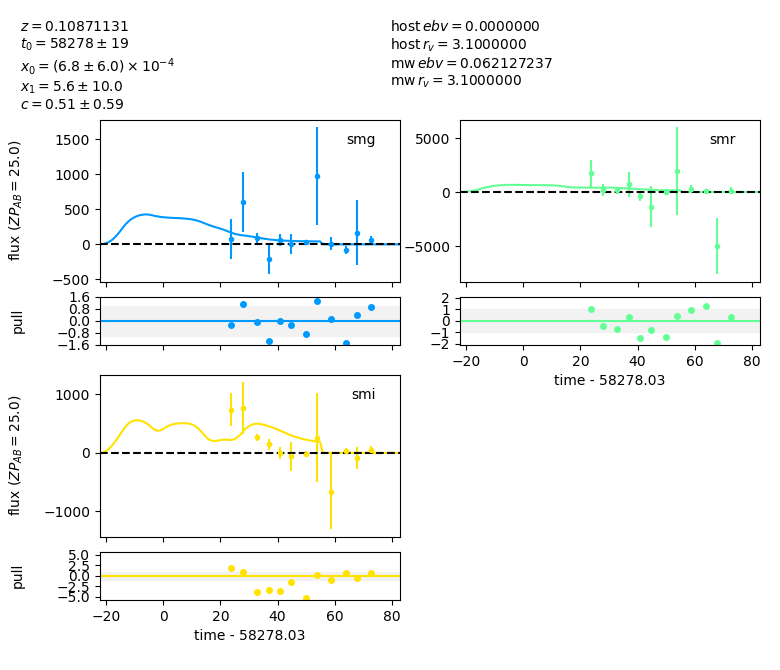 z = 0.10871131
t₀ = 58278 ± 19
x₀ = (6.8 ± 6.0) × 10⁻⁴
x₁ = 5.6 ± 10.0
c = 0.51 ± 0.59
host ebv = 0.0000000
host r_v = 3.1000000
mw ebv = 0.062127237
mw r_v = 3.1000000
flux (ZP_AB = 25.0)
1500
1000
500
0
−500
smg
5000
0
−5000
smr
pull
1.6
0.8
0.0
−0.8
−1.6
2
1
0
−1
−2
−20 0 20 40 60 80
time - 58278.03
flux (ZP_AB = 25.0)
1000
0
−1000
smi
pull
5.0
2.5
0.0
−2.5
−5.0
−20 0 20 40 60 80
time - 58278.03